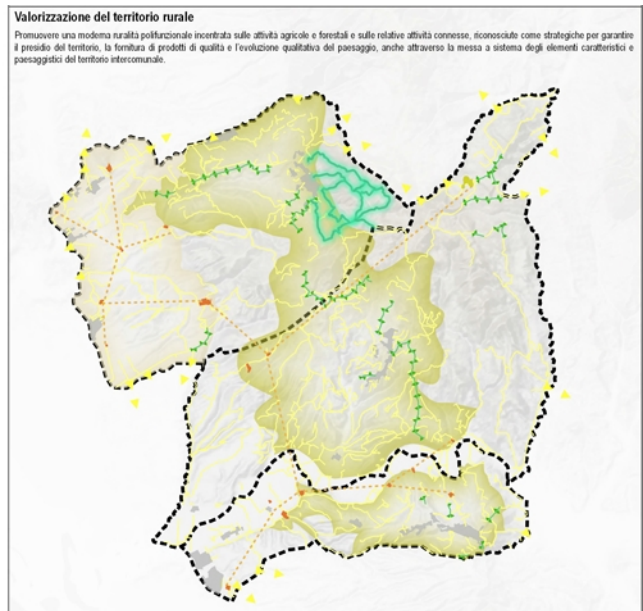 Valorizzazione del territorio rurale
Promuovere una moderna ruralità polifunzionale incentrata sulle attività agricole e forestali e sulle relative attività connesse, riconosciute come strategiche per garantire
il presidio del territorio, la fornitura di prodotti di qualità e l'evoluzione qualitativa del paesaggio, anche attraverso la messa a sistema degli elementi caratteristici e
paesaggistici del territorio intercomunale.